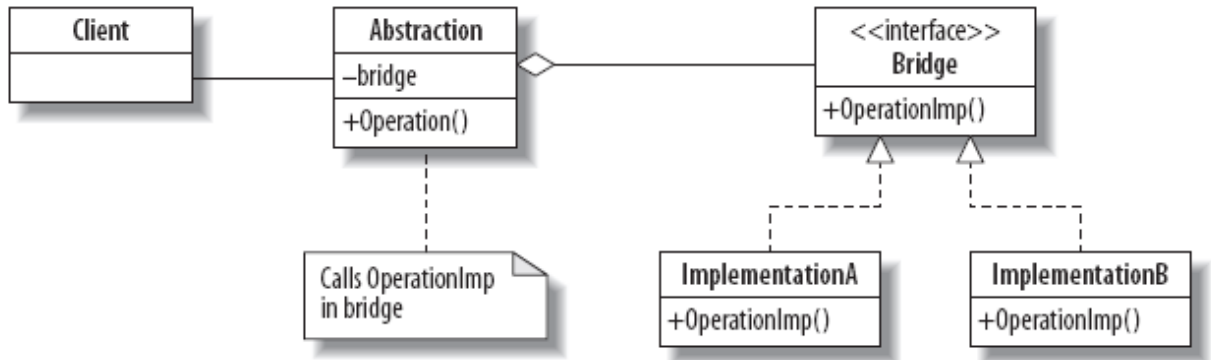 Client
Abstraction
–bridge
+Operation()
<<interface>>
Bridge
+OperationImp()
Calls OperationImp
in bridge
ImplementationA
+OperationImp()
ImplementationB
+OperationImp()